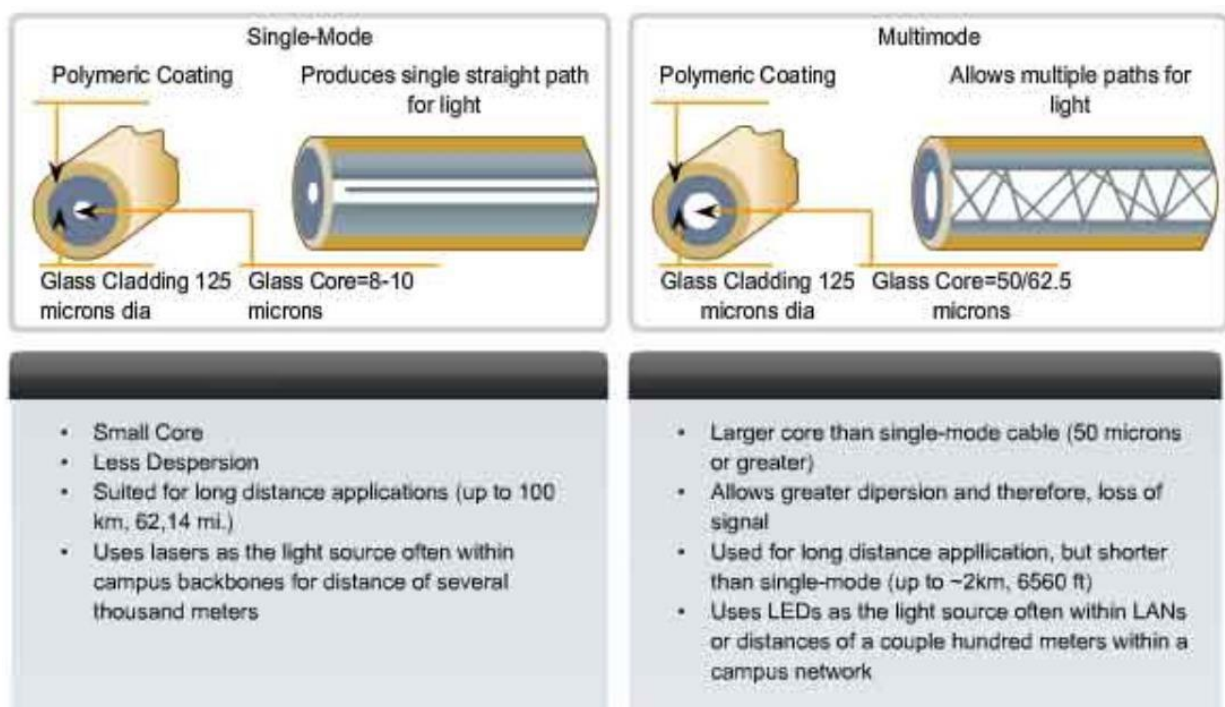 Single-Mode
Polymeric Coating
Produces single straight path
for light
Glass Cladding 125
microns dia
Glass Core=8-10
microns
Multimode
Polymeric Coating
Allows multiple paths for
light
Glass Cladding 125
microns dia
Glass Core=50/62.5
microns
• Small Core
• Less Despersion
• Suited for long distance applications (up to 100
km, 62,14 mi.)
• Uses lasers as the light source often within
campus backbones for distance of several
thousand meters
• Larger core than single-mode cable (50 microns
or greater)
• Allows greater dipersion and therefore, loss of
signal
• Used for long distance appllication, but shorter
than single-mode (up to ~2km, 6560 ft)
• Uses LEDs as the light source often within LANs
or distances of a couple hundred meters within a
campus network